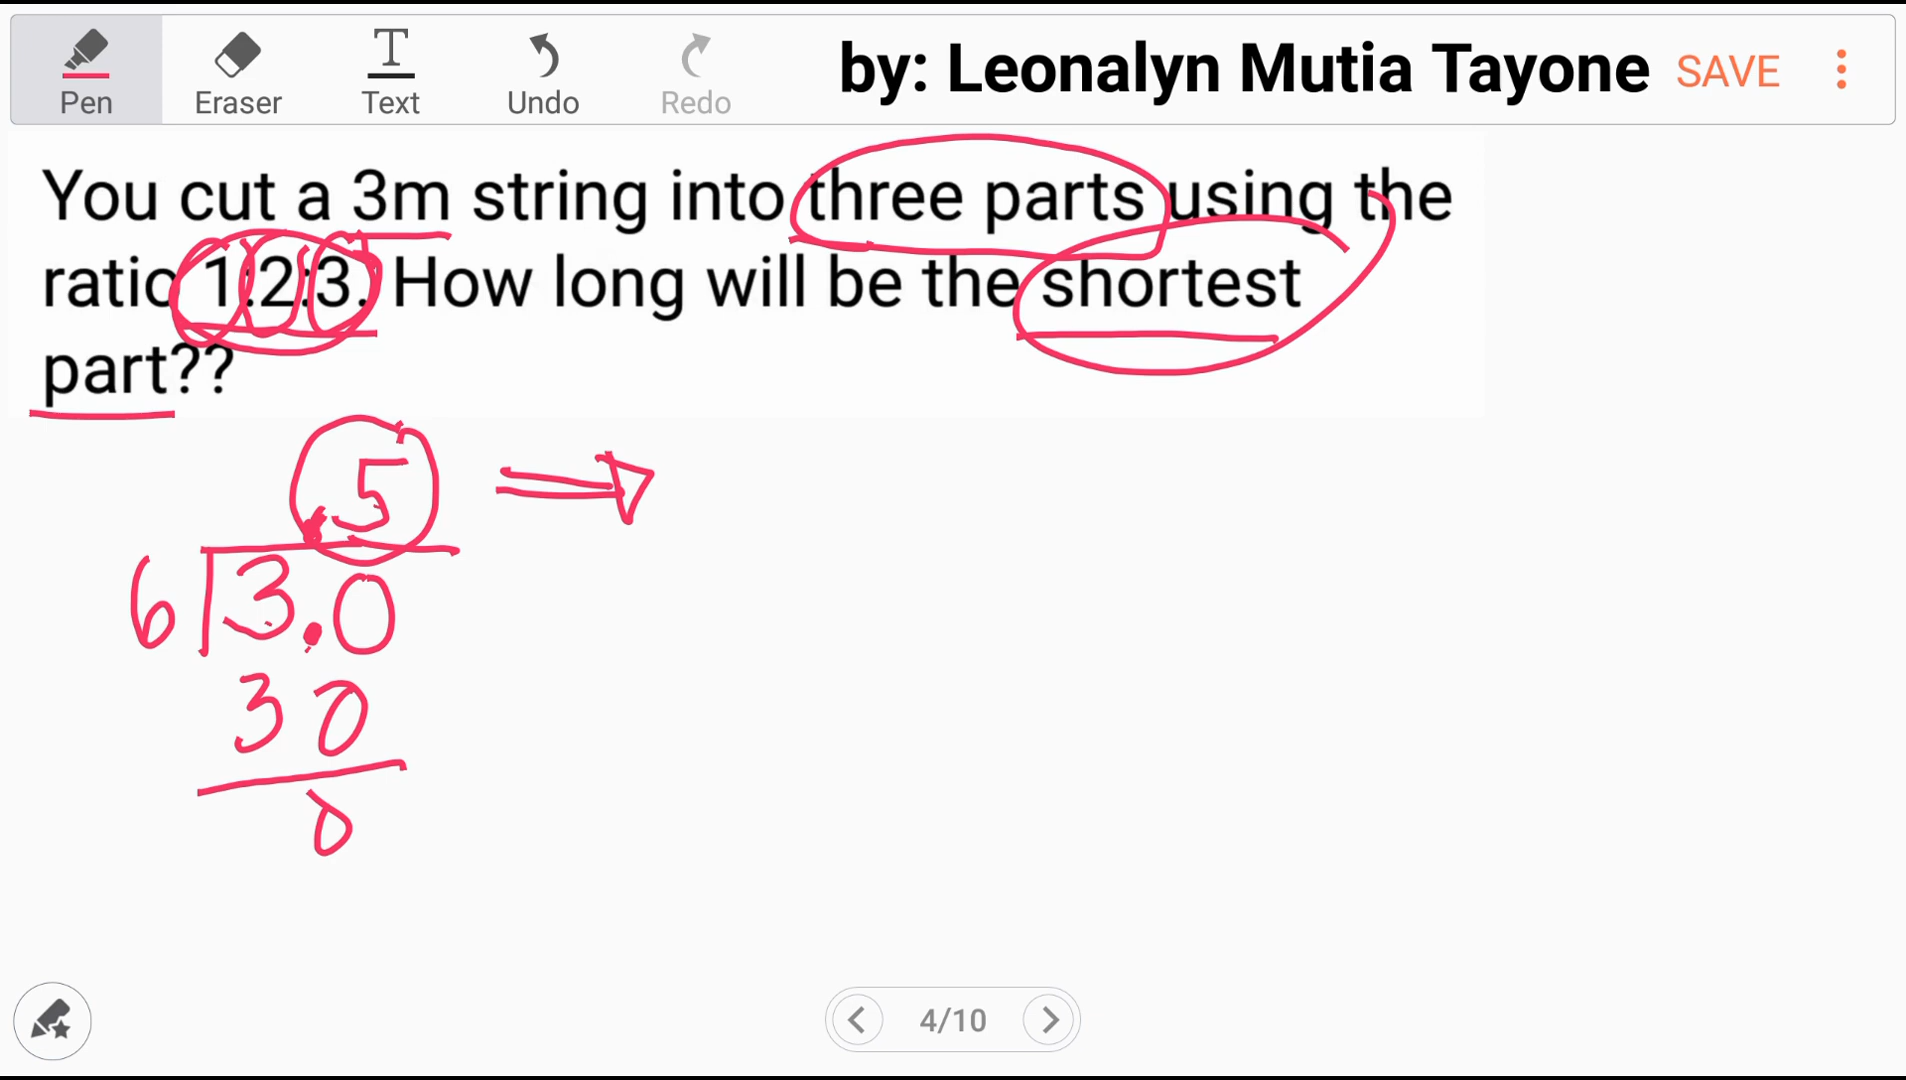 Pen
Eraser
Text
Undo
Redo
by: Leonalyn Mutia Tayone
SAVE
You cut a 3m string into three parts using the
ratio 1:2:3. How long will be the shortest
part??
.5
6 3.0
30
0
4/10